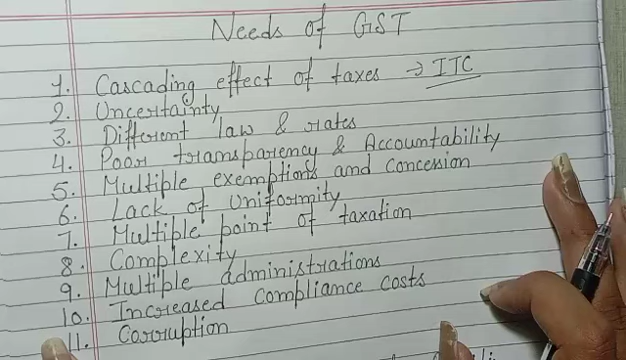 Needs of GST
1. Cascading effect of taxes → ITC
2. Uncertainty
3. Different law & rates
4. Poor transparency & Accountability
5. Multiple exemptions and concession
6. Lack of Uniformity
7. Multiple point of taxation
8. Complexity
9. Multiple administrations
10. Increased compliance costs
11. Corruption